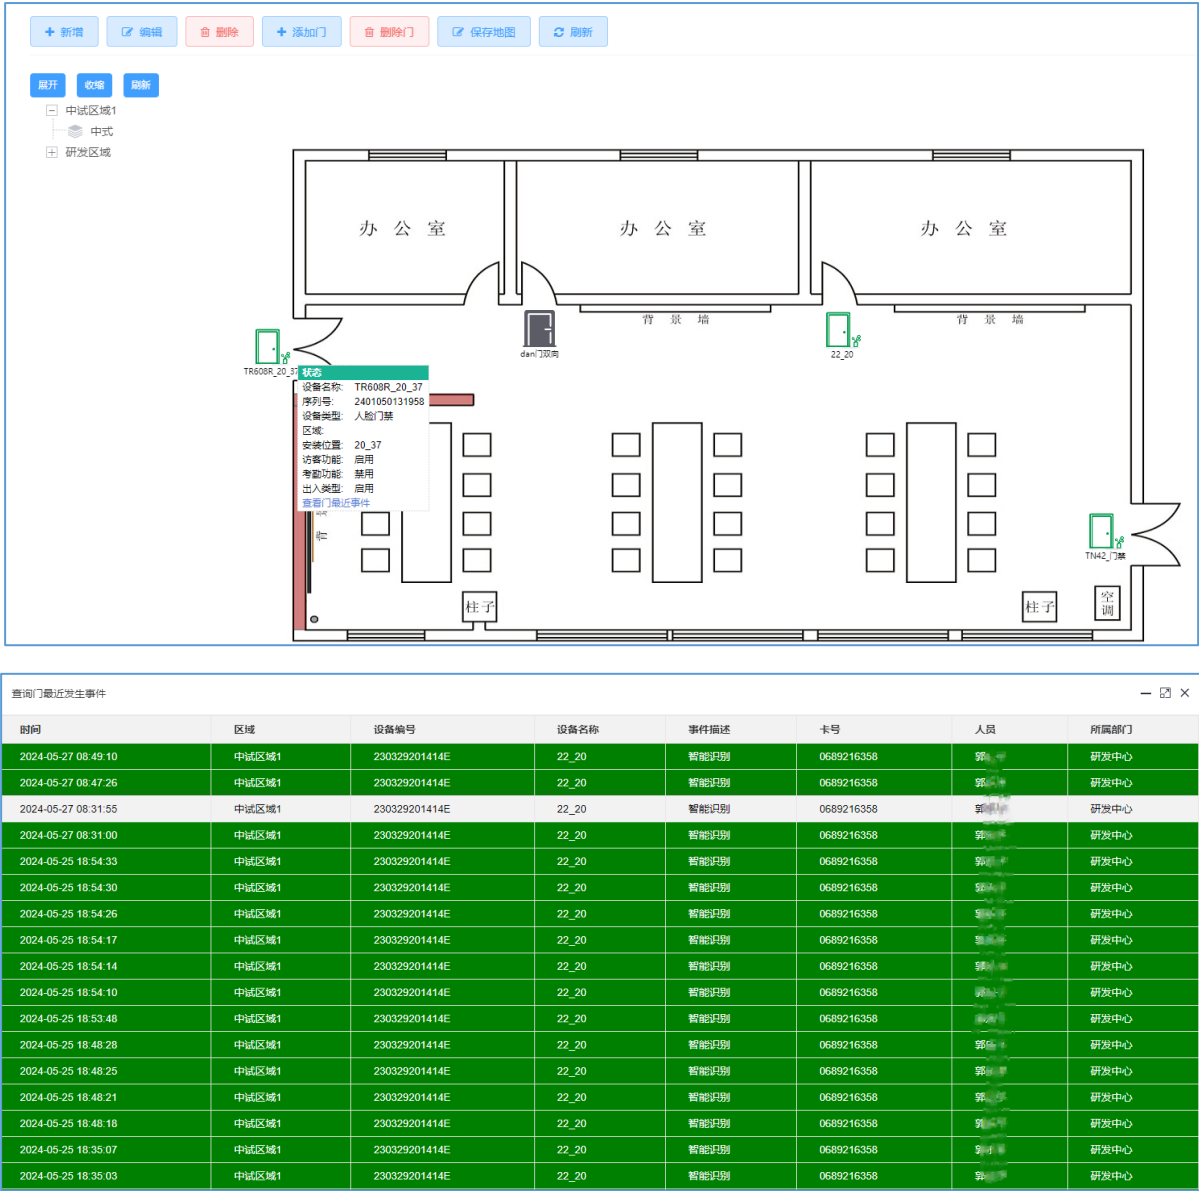 新增 编辑 删除 添加门 删除门 保存地图 刷新
展开 收缩 刷新
中试区域1
中式
研发区域
办公室 办公室 办公室
背景墙 背景墙
dan门双向
22_20
TR608R_20_37
状态
设备名称: TR608R_20_37
序列号: 2401050131958
设备类型: 人脸门禁
区域:
安装位置: 20_37
访客功能: 启用
考勤功能: 禁用
出入类型: 启用
查看门最近事件
背
TN42_门禁
柱子 柱子 空调
查询门最近发生事件
时间 区域 设备编号 设备名称 事件描述 卡号 人员 所属部门
2024-05-27 08:49:10 中试区域1 230329201414E 22_20 智能识别 0689216358 郭 研发中心
2024-05-27 08:47:26 中试区域1 230329201414E 22_20 智能识别 0689216358 郭 研发中心
2024-05-27 08:31:55 中试区域1 230329201414E 22_20 智能识别 0689216358 郭 研发中心
2024-05-27 08:31:00 中试区域1 230329201414E 22_20 智能识别 0689216358 郭 研发中心
2024-05-25 18:54:33 中试区域1 230329201414E 22_20 智能识别 0689216358 郭 研发中心
2024-05-25 18:54:30 中试区域1 230329201414E 22_20 智能识别 0689216358 郭 研发中心
2024-05-25 18:54:26 中试区域1 230329201414E 22_20 智能识别 0689216358 研发中心
2024-05-25 18:54:17 中试区域1 230329201414E 22_20 智能识别 0689216358 研发中心
2024-05-25 18:54:14 中试区域1 230329201414E 22_20 智能识别 0689216358 郭 研发中心
2024-05-25 18:54:10 中试区域1 230329201414E 22_20 智能识别 0689216358 研发中心
2024-05-25 18:53:48 中试区域1 230329201414E 22_20 智能识别 0689216358 研发中心
2024-05-25 18:48:28 中试区域1 230329201414E 22_20 智能识别 0689216358 郭 研发中心
2024-05-25 18:48:25 中试区域1 230329201414E 22_20 智能识别 0689216358 郭 研发中心
2024-05-25 18:48:21 中试区域1 230329201414E 22_20 智能识别 0689216358 郭 研发中心
2024-05-25 18:48:18 中试区域1 230329201414E 22_20 智能识别 0689216358 研发中心
2024-05-25 18:35:07 中试区域1 230329201414E 22_20 智能识别 0689216358 研发中心
2024-05-25 18:35:03 中试区域1 230329201414E 22_20 智能识别 0689216358 郭 研发中心